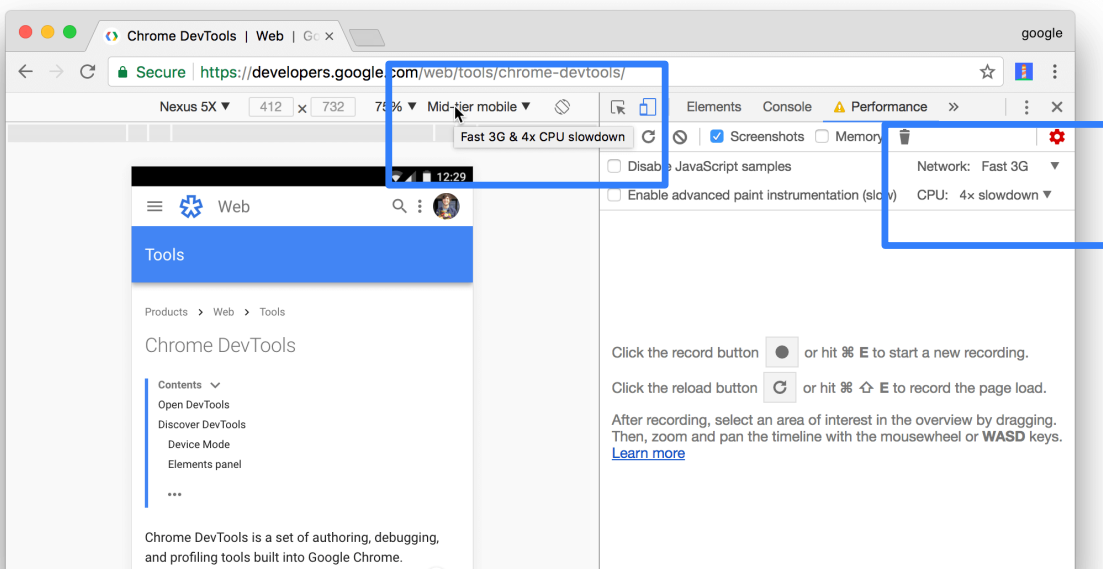 Chrome DevTools | Web | Go
google
Secure https://developers.google.com/web/tools/chrome-devtools/
Nexus 5X ▼ 412 x 732 75% ▼ Mid-tier mobile ▼
Elements Console Performance »
Fast 3G & 4x CPU slowdown
Screenshots Memory
Disable JavaScript samples
Network: Fast 3G ▼
Enable advanced paint instrumentation (slow)
CPU: 4× slowdown ▼
12:29
Web
Tools
Products > Web > Tools
Chrome DevTools
Contents
Open DevTools
Discover DevTools
Device Mode
Elements panel
•••
Chrome DevTools is a set of authoring, debugging,
and profiling tools built into Google Chrome.
Click the record button or hit ⌘ E to start a new recording.
Click the reload button or hit ⌘ ⇧ E to record the page load.
After recording, select an area of interest in the overview by dragging.
Then, zoom and pan the timeline with the mousewheel or WASD keys.
Learn more